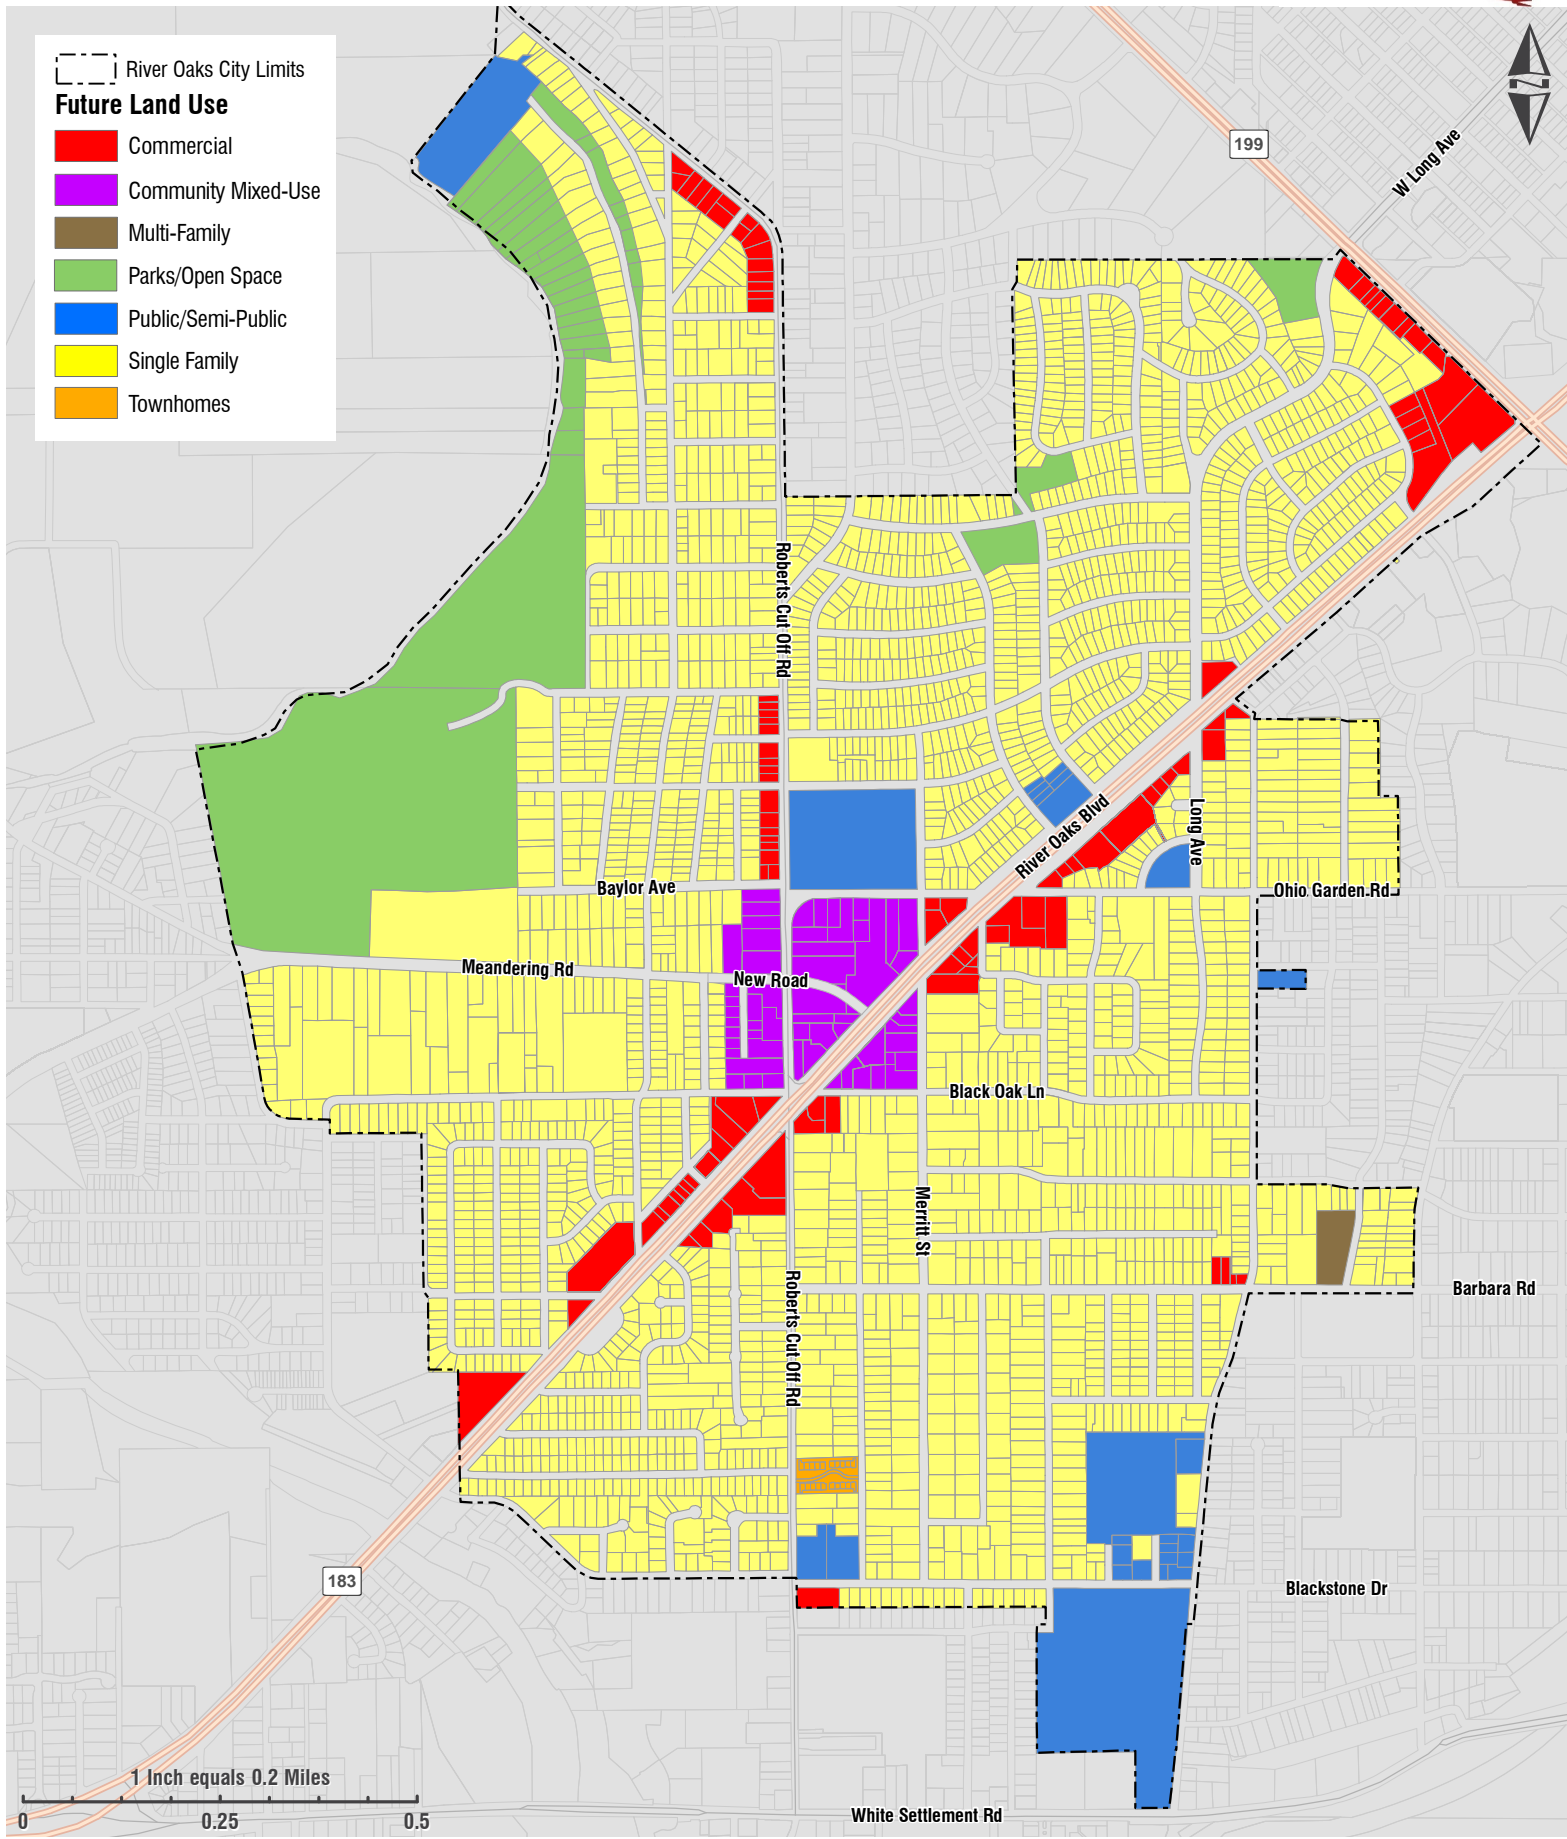 River Oaks City Limits
Future Land Use
Commercial
Community Mixed-Use
Multi-Family
Parks/Open Space
Public/Semi-Public
Single Family
Townhomes
N
199
W Long Ave
Roberts Cut Off Rd
River Oaks Blvd
Long Ave
Baylor Ave
Ohio Garden Rd
Meandering Rd
New Road
Black Oak Ln
Merritt St
Roberts Cut Off Rd
Barbara Rd
183
Blackstone Dr
1 Inch equals 0.2 Miles
0 0.25 0.5
White Settlement Rd